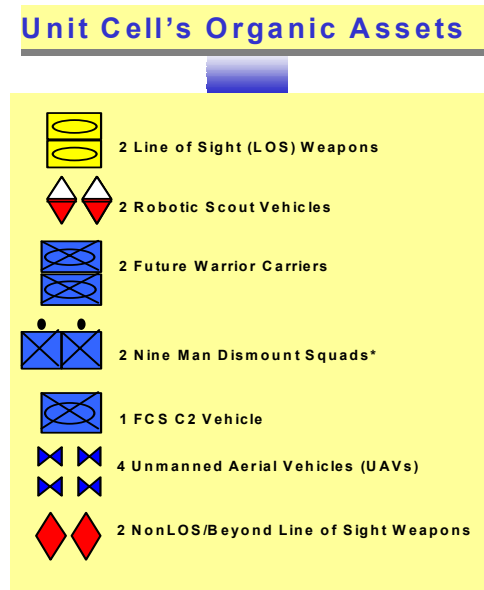 Unit Cell's Organic Assets
2 Line of Sight (LOS) Weapons
2 Robotic Scout Vehicles
2 Future Warrior Carriers
2 Nine Man Dismount Squads*
1 FCS C2 Vehicle
4 Unmanned Aerial Vehicles (UAVs)
2 NonLOS/Beyond Line of Sight Weapons